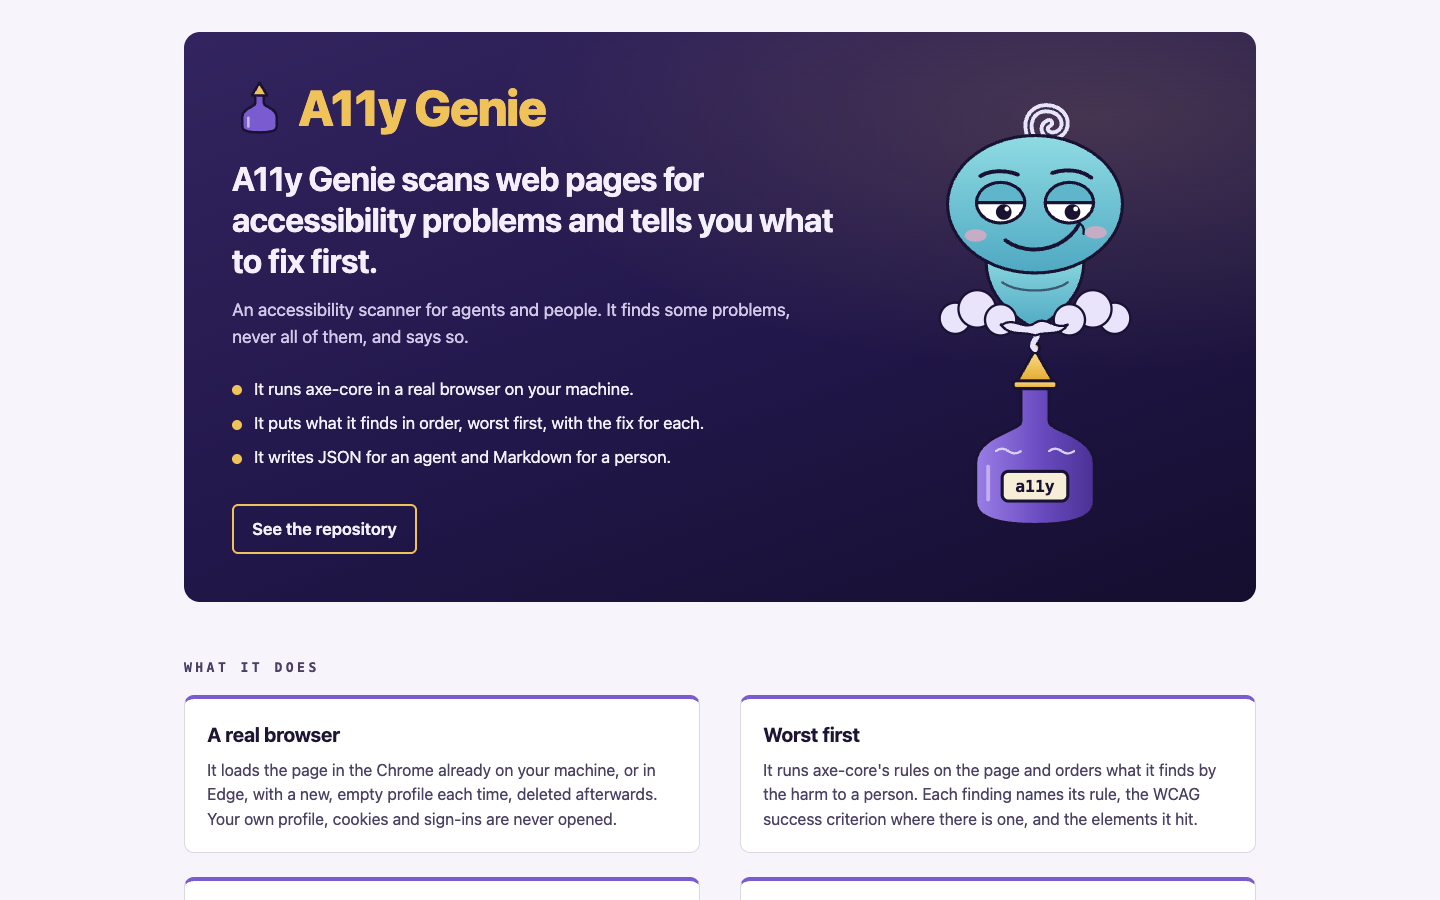 A11y Genie
A11y Genie scans web pages for
accessibility problems and tells you what
to fix first.
An accessibility scanner for agents and people. It finds some problems,
never all of them, and says so.
It runs axe-core in a real browser on your machine.
It puts what it finds in order, worst first, with the fix for each.
It writes JSON for an agent and Markdown for a person.
See the repository
a11y
WHAT IT DOES
A real browser
It loads the page in the Chrome already on your machine, or in
Edge, with a new, empty profile each time, deleted afterwards.
Your own profile, cookies and sign-ins are never opened.
Worst first
It runs axe-core's rules on the page and orders what it finds by
the harm to a person. Each finding names its rule, the WCAG
success criterion where there is one, and the elements it hit.